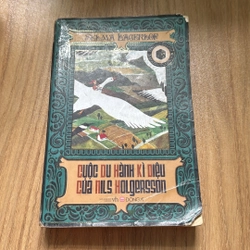 SELMA LAGERLÖF
CUỘC DU HÀNH KÌ DIỆU
CỦA NILS HOLGERSSON